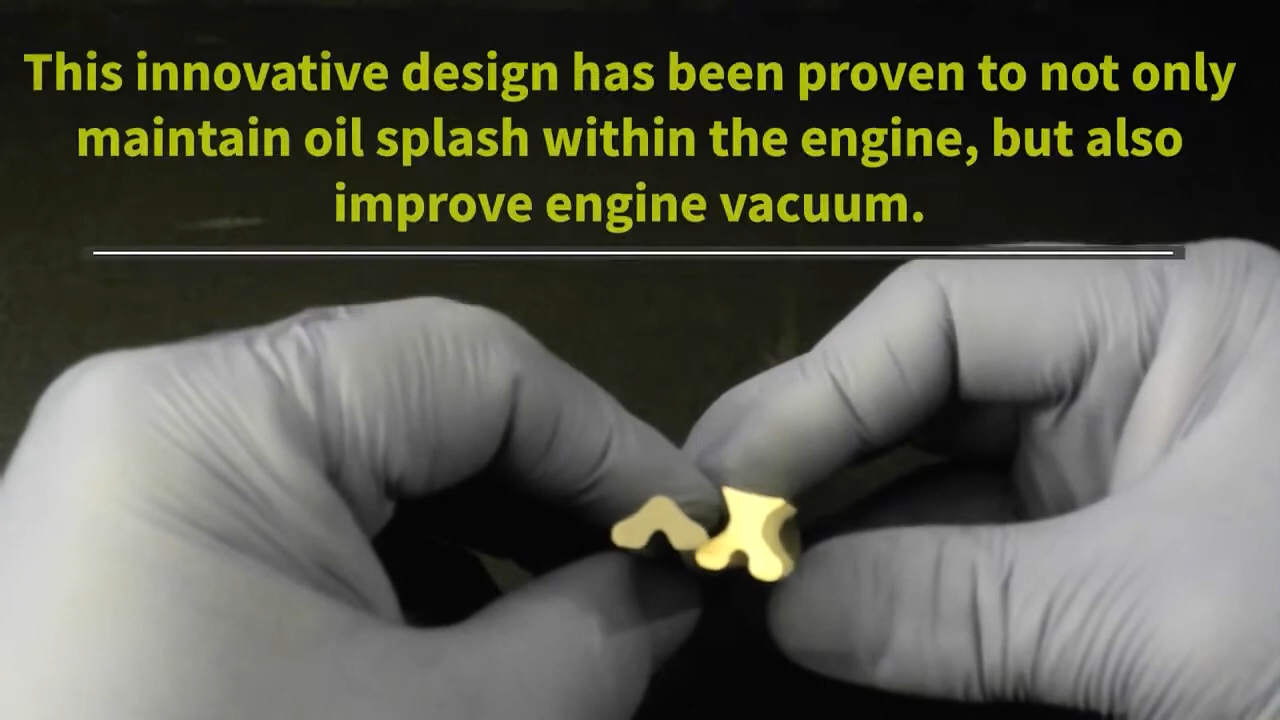 This innovative design has been proven to not only
maintain oil splash within the engine, but also
improve engine vacuum.